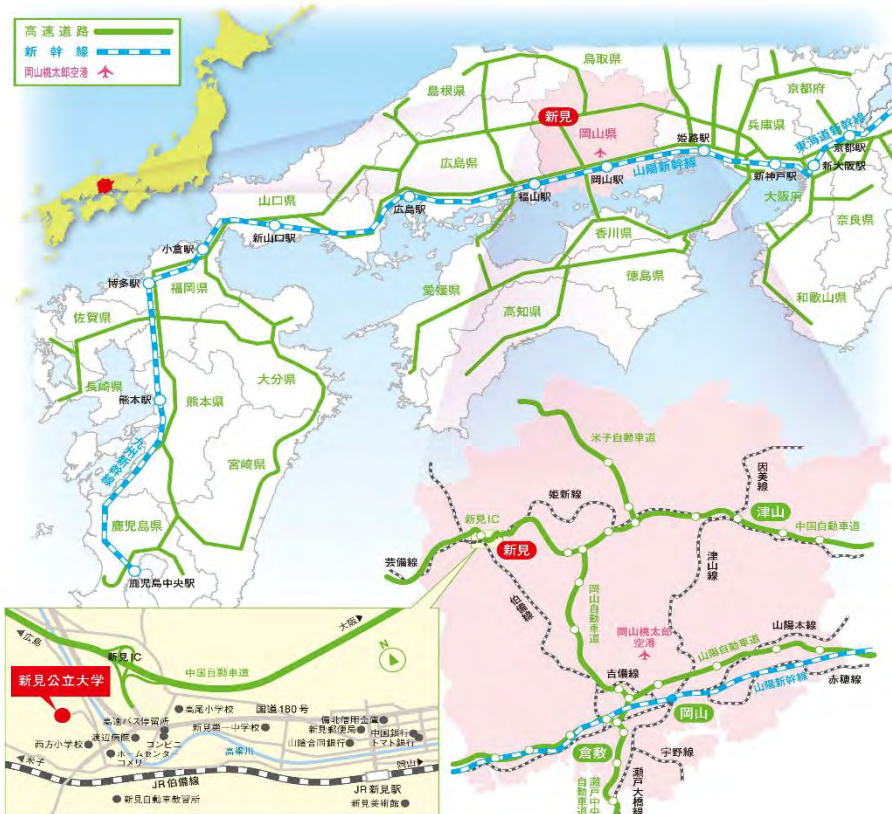 高速道路
新幹線
岡山桃太郎空港
鳥取県
島根県
京都府
新見
兵庫県
岡山県
東海道新幹線
姫路駅
京都駅
広島県
山陽新幹線
新大阪駅
新神戸駅
岡山駅
福山駅
大阪府
山口県
広島駅
奈良県
香川県
新山口駅
小倉駅
徳島県
博多駅
福岡県
愛媛県
和歌山県
高知県
佐賀県
大分県
長崎県
熊本県
熊本駅
九州新幹線
宮崎県
鹿児島県
鹿児島中央駅
米子自動車道
因美線
姫新線
新見IC
津山
新見
中国自動車道
芸備線
津山線
伯備線
岡山自動車道
岡山桃太郎空港
山陽本線
山陽自動車道
吉備線
山陽新幹線
赤穂線
岡山
倉敷
宇野線
瀬戸大橋線
瀬戸中央自動車道
大阪
広島
N
新見IC
中国自動車道
新見公立大学
高尾小学校
国道180号
高速バス停留所
備北信用金庫
新見郵便局
渡辺病院
新見第一中学校
中国銀行
コンビニ
西方小学校
山陰合同銀行
トマト銀行
ホームセンターコメリ
高梁川
米子
岡山
JR伯備線
JR新見駅
新見自動車教習所
新見美術館